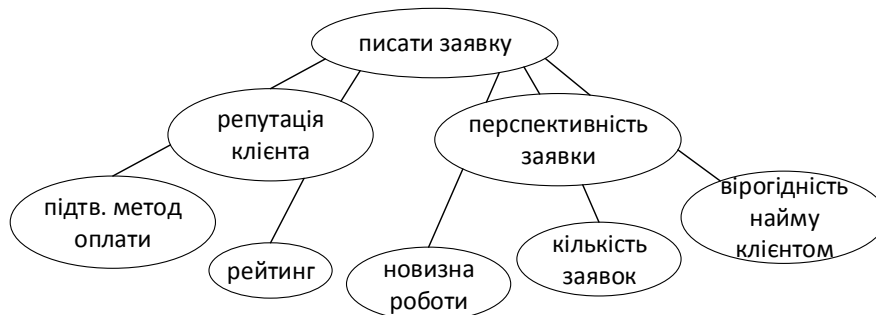 писати заявку
репутація
клієнта
перспективність
заявки
підтв. метод
оплати
рейтинг
новизна
роботи
кількість
заявок
вірогідність
найму
клієнтом